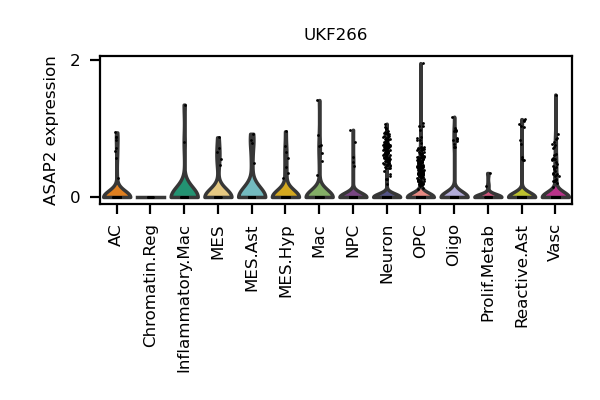 UKF266
ASAP2 expression
2
0
AC
Chromatin.Reg
Inflammatory.Mac
MES
MES.Ast
MES.Hyp
Mac
NPC
Neuron
OPC
Oligo
Prolif.Metab
Reactive.Ast
Vasc